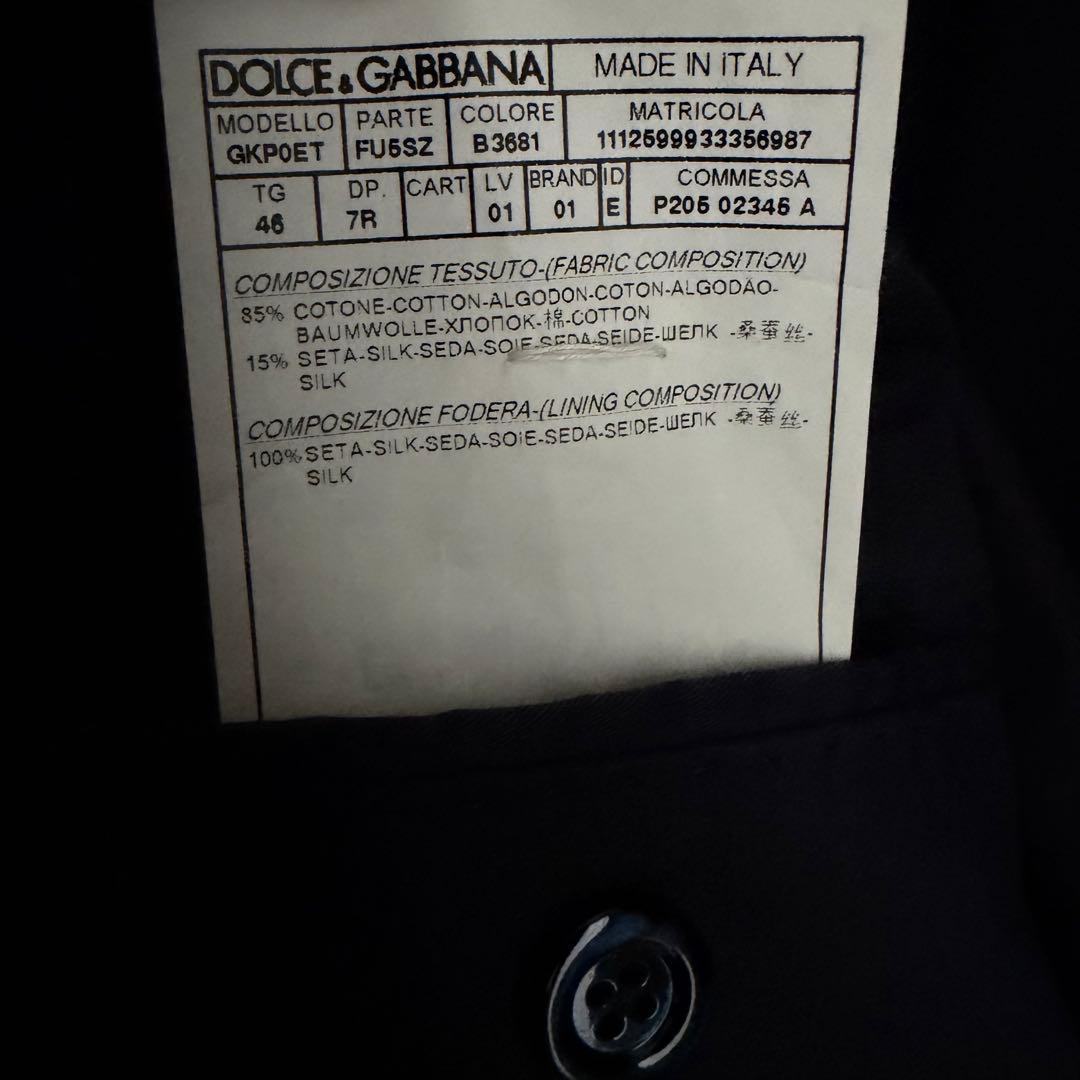 DOLCE & GABBANA MADE IN ITALY
MODELLO PARTE COLORE MATRICOLA
GKP0ET FU5SZ B3681 1112599933356987
TG DP. CART LV BRAND ID COMMESSA
46 7R 01 01 E P205 02345 A
COMPOSIZIONE TESSUTO-(FABRIC COMPOSITION)
85% COTONE-COTTON-ALGODON-COTON-ALGODÃO-
BAUMWOLLE-ХЛОПОК-棉-COTTON
15% SETA-SILK-SEDA-SOIE-SEDA-SEIDE-ШЕЛК -桑蚕丝-
SILK
COMPOSIZIONE FODERA-(LINING COMPOSITION)
100% SETA-SILK-SEDA-SOIE-SEDA-SEIDE-ШЕЛК -桑蚕丝-
SILK